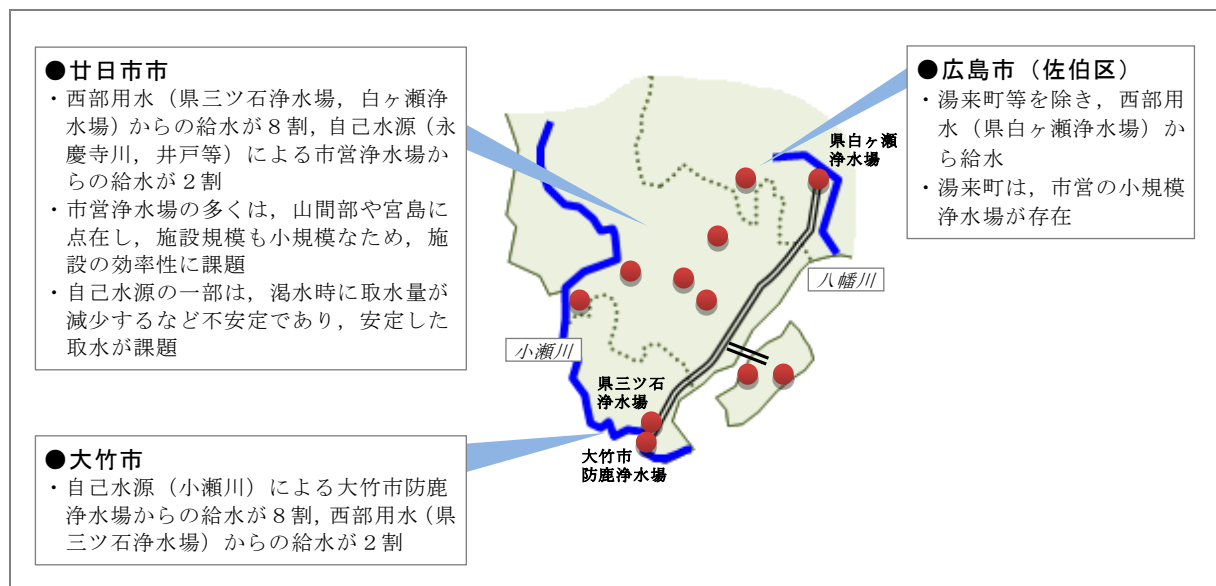 ●廿日市市
・西部用水（県三ツ石浄水場，白ヶ瀬浄
水場）からの給水が８割，自己水源（永
慶寺川，井戸等）による市営浄水場か
らの給水が２割
・市営浄水場の多くは，山間部や宮島に
点在し，施設規模も小規模なため，施
設の効率性に課題
・自己水源の一部は，渇水時に取水量が
減少するなど不安定であり，安定した
取水が課題
●大竹市
・自己水源（小瀬川）による大竹市防鹿
浄水場からの給水が８割，西部用水（県
三ツ石浄水場）からの給水が２割
●広島市（佐伯区）
・湯来町等を除き，西部用
水（県白ヶ瀬浄水場）か
ら給水
・湯来町は，市営の小規模
浄水場が存在
県白ヶ瀬
浄水場
八幡川
小瀬川
県三ツ石
浄水場
大竹市
防鹿浄水場